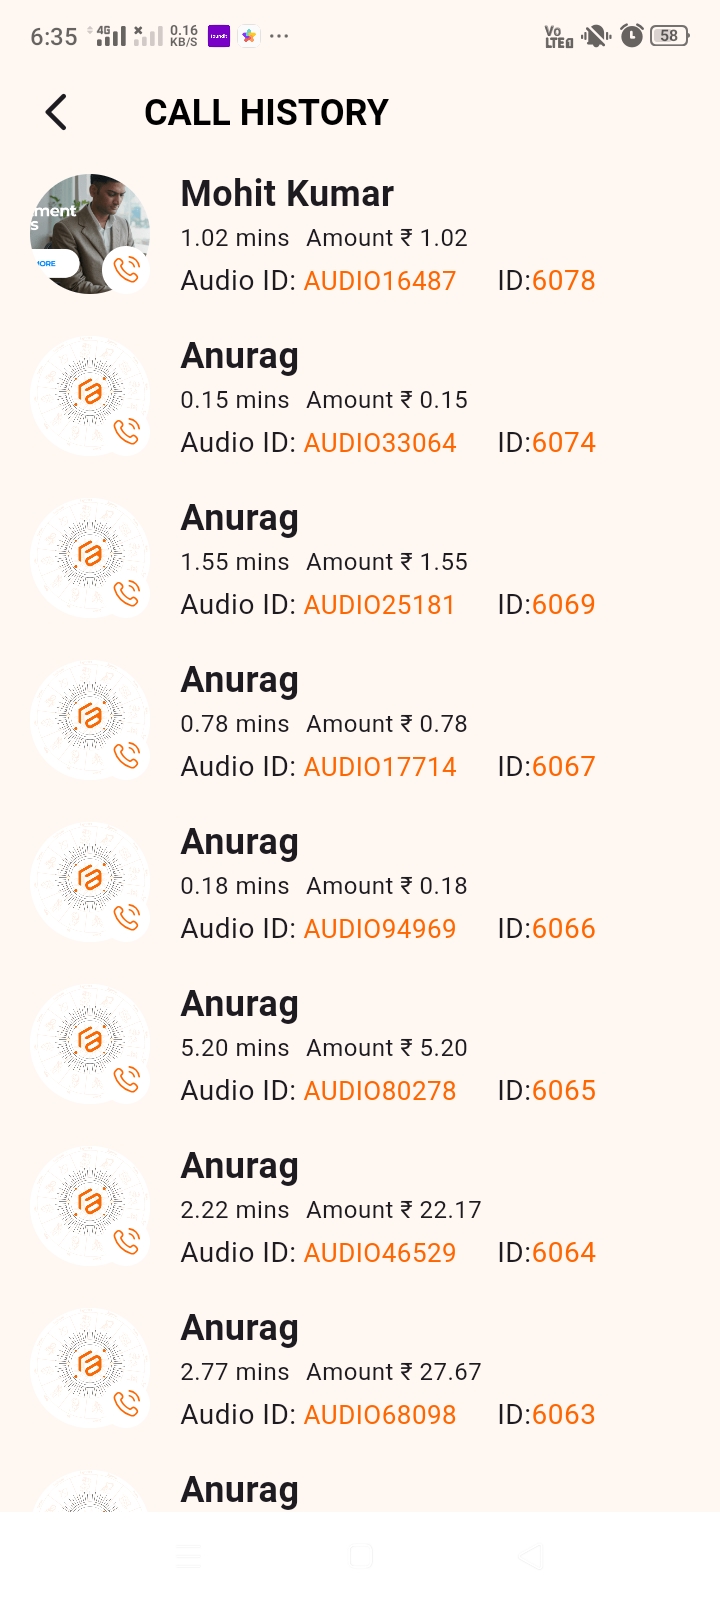 6:35 4G 0.16 KB/S VoLTE 58
CALL HISTORY
ment
s
ORE
Mohit Kumar
1.02 mins Amount ₹ 1.02
Audio ID: AUDIO16487 ID:6078
Anurag
0.15 mins Amount ₹ 0.15
Audio ID: AUDIO33064 ID:6074
Anurag
1.55 mins Amount ₹ 1.55
Audio ID: AUDIO25181 ID:6069
Anurag
0.78 mins Amount ₹ 0.78
Audio ID: AUDIO17714 ID:6067
Anurag
0.18 mins Amount ₹ 0.18
Audio ID: AUDIO94969 ID:6066
Anurag
5.20 mins Amount ₹ 5.20
Audio ID: AUDIO80278 ID:6065
Anurag
2.22 mins Amount ₹ 22.17
Audio ID: AUDIO46529 ID:6064
Anurag
2.77 mins Amount ₹ 27.67
Audio ID: AUDIO68098 ID:6063
Anurag